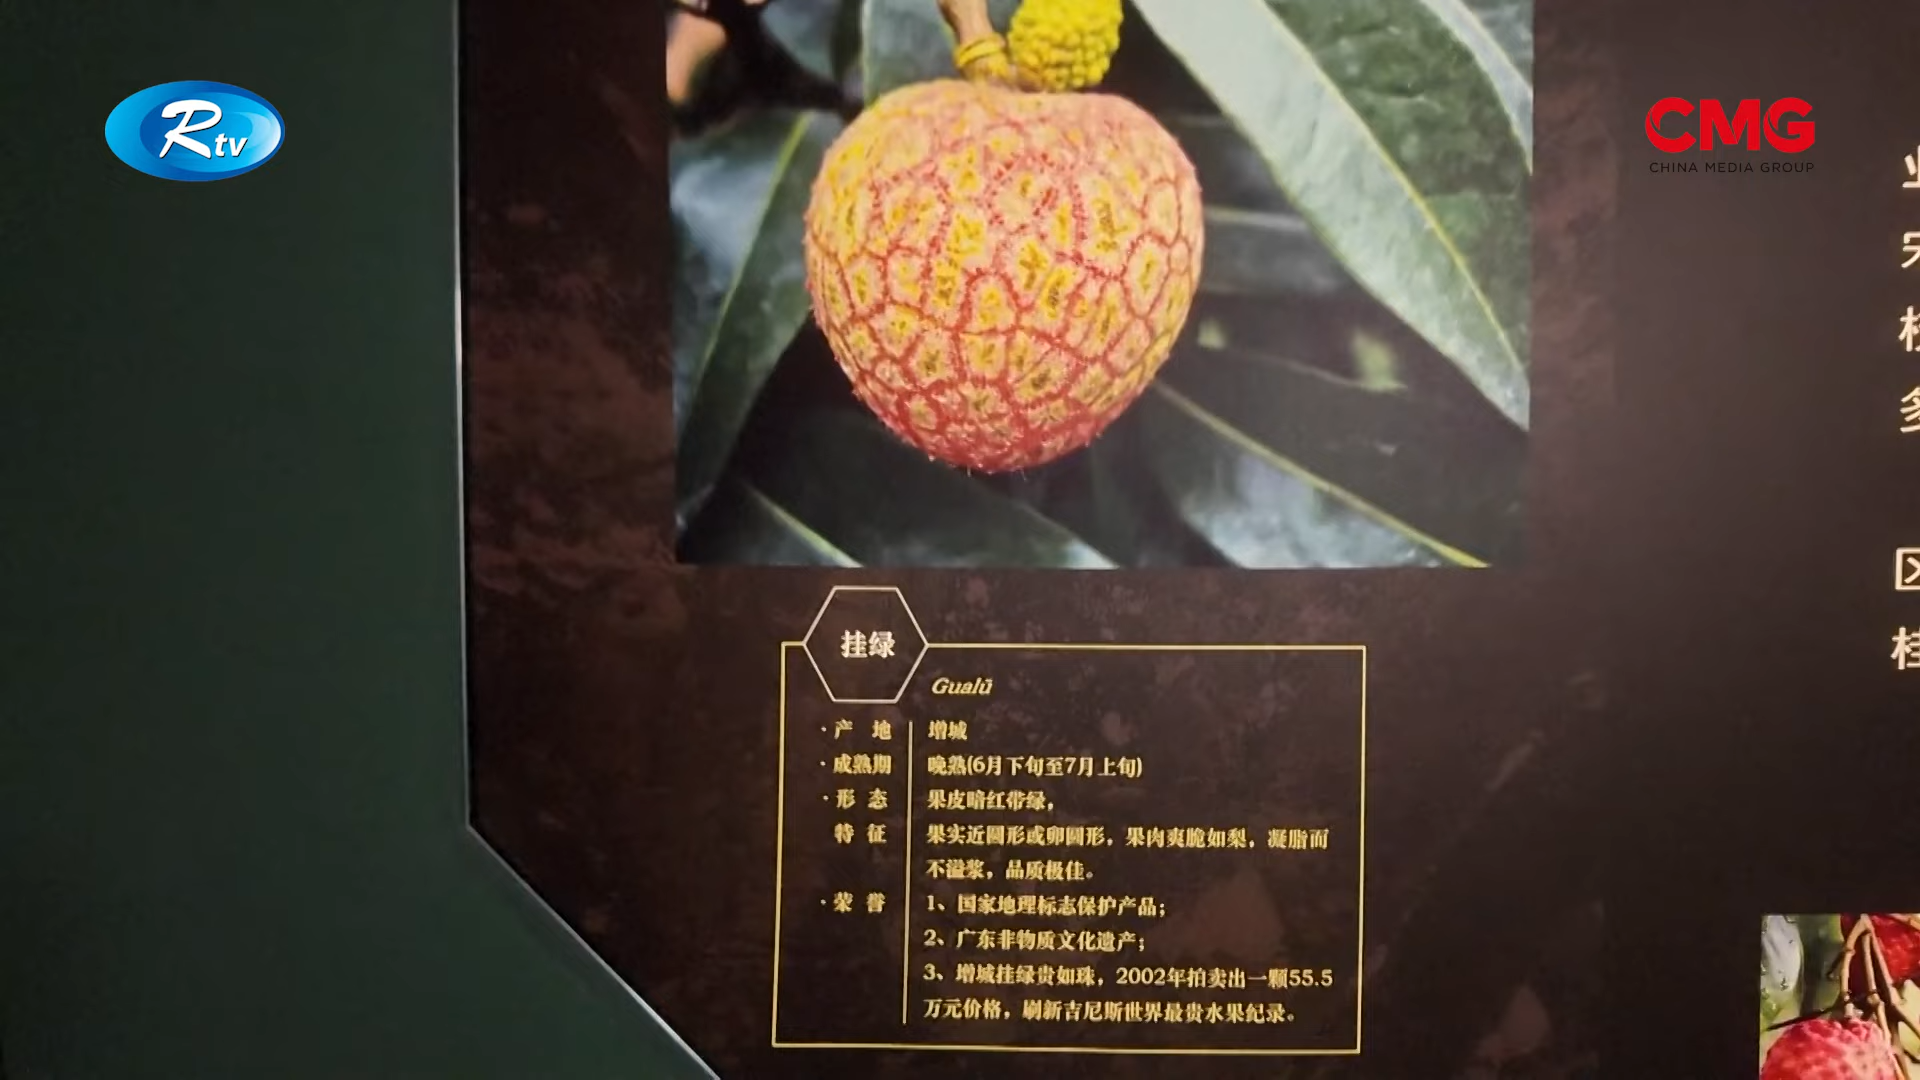 Rtv
CMG
CHINA MEDIA GROUP
挂绿
Gualǜ
·产 地 增城
·成熟期 晚熟(6月下旬至7月上旬)
·形 态 果皮暗红带绿,
特 征 果实近圆形或卵圆形，果肉爽脆如梨，凝脂而
不溢浆，品质极佳。
·荣 誉 1、国家地理标志保护产品；
2、广东非物质文化遗产；
3、增城挂绿贵如珠，2002年拍卖出一颗55.5
万元价格，刷新吉尼斯世界最贵水果纪录。
多
桂